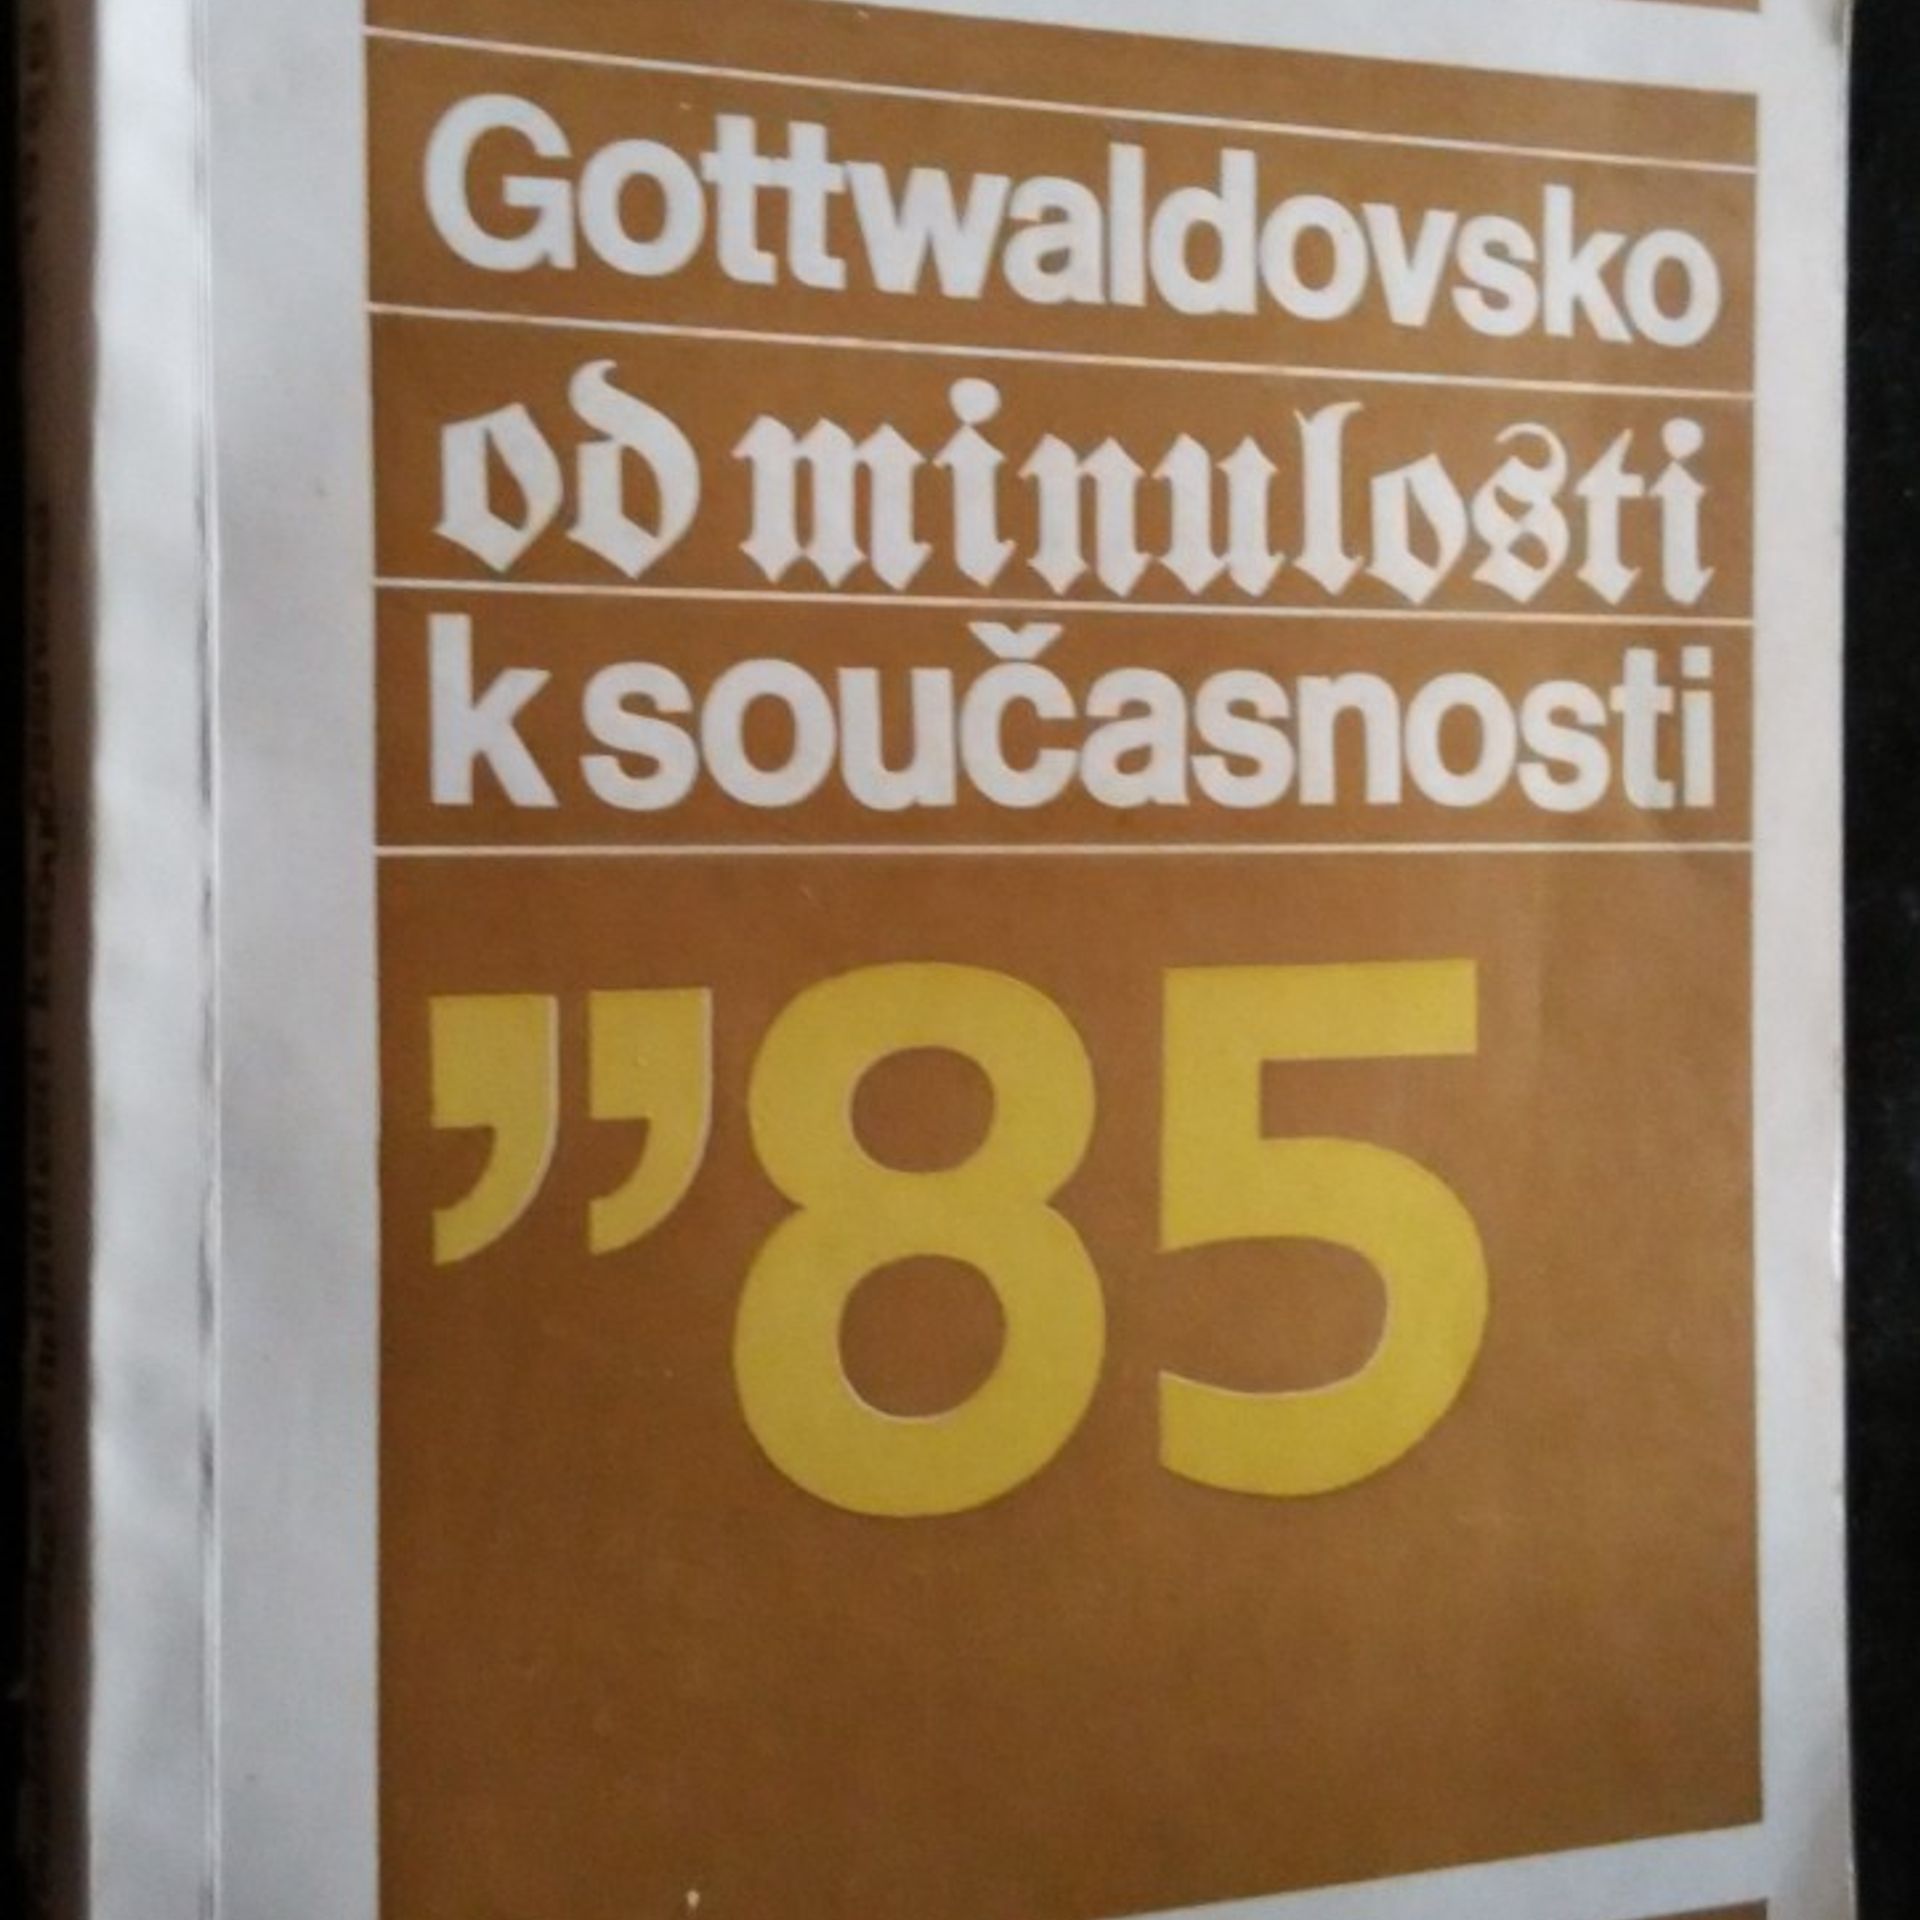 Gottwaldovsko
od minulosti
k současnosti
”85